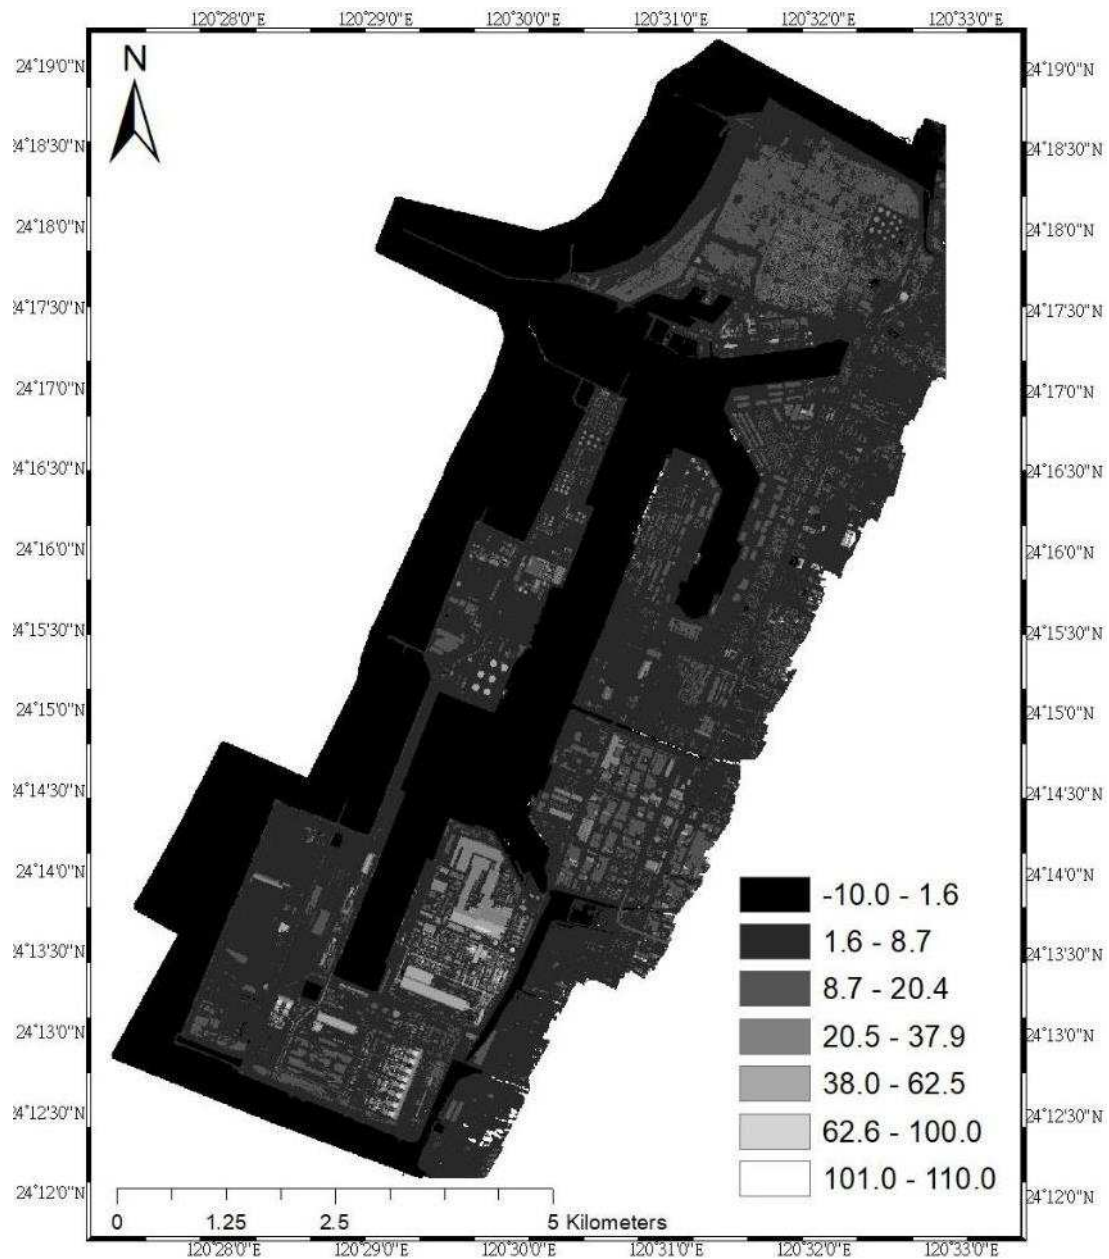 120°28'0"E 120°29'0"E 120°30'0"E 120°31'0"E 120°32'0"E 120°33'0"E
N
24°19'0"N 24°19'0"N
24°18'30"N 24°18'30"N
24°18'0"N 24°18'0"N
24°17'30"N 24°17'30"N
24°17'0"N 24°17'0"N
24°16'30"N 24°16'30"N
24°16'0"N 24°16'0"N
24°15'30"N 24°15'30"N
24°15'0"N 24°15'0"N
24°14'30"N 24°14'30"N
24°14'0"N 24°14'0"N
24°13'30"N 24°13'30"N
24°13'0"N 24°13'0"N
24°12'30"N 24°12'30"N
24°12'0"N 24°12'0"N
-10.0 - 1.6
1.6 - 8.7
8.7 - 20.4
20.5 - 37.9
38.0 - 62.5
62.6 - 100.0
101.0 - 110.0
0 1.25 2.5 5 Kilometers
120°28'0"E 120°29'0"E 120°30'0"E 120°31'0"E 120°32'0"E 120°33'0"E